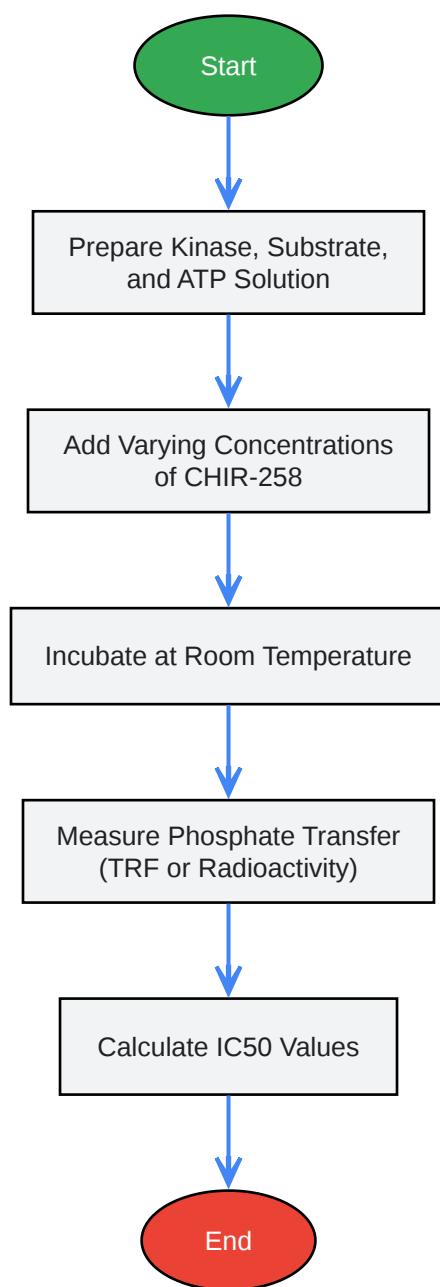 Start
Prepare Kinase, Substrate,
and ATP Solution
Add Varying Concentrations
of CHIR-258
Incubate at Room Temperature
Measure Phosphate Transfer
(TRF or Radioactivity)
Calculate IC50 Values
End